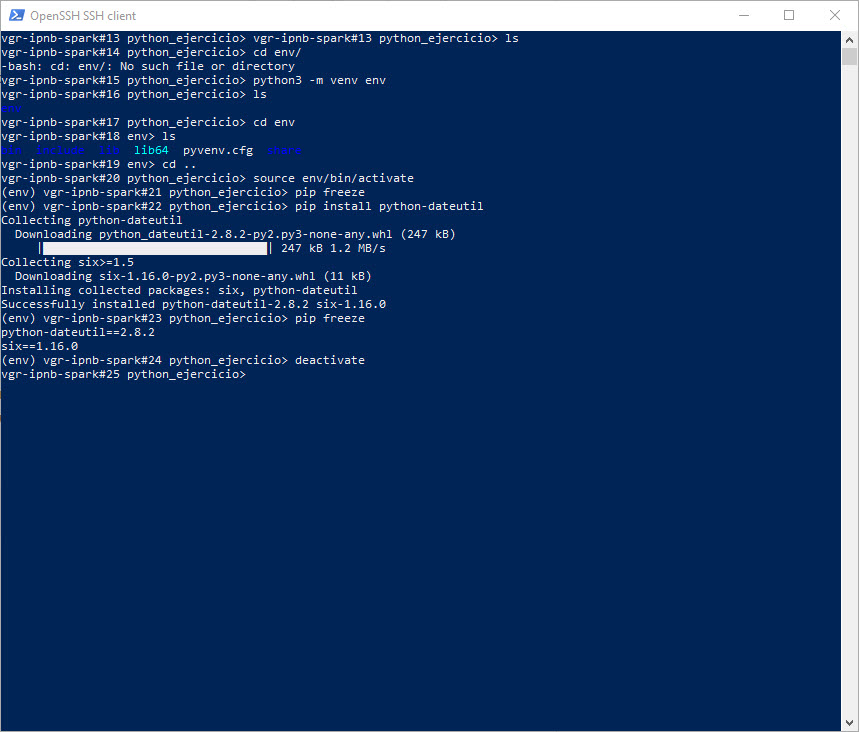 OpenSSH SSH client
vgr-ipnb-spark#13 python_ejercicio> vgr-ipnb-spark#13 python_ejercicio> ls
vgr-ipnb-spark#14 python_ejercicio> cd env/
-bash: cd: env/: No such file or directory
vgr-ipnb-spark#15 python_ejercicio> python3 -m venv env
vgr-ipnb-spark#16 python_ejercicio> ls
env
vgr-ipnb-spark#17 python_ejercicio> cd env
vgr-ipnb-spark#18 env> ls
bin  include  lib  lib64  pyvenv.cfg  share
vgr-ipnb-spark#19 env> cd ..
vgr-ipnb-spark#20 python_ejercicio> source env/bin/activate
(env) vgr-ipnb-spark#21 python_ejercicio> pip freeze
(env) vgr-ipnb-spark#22 python_ejercicio> pip install python-dateutil
Collecting python-dateutil
  Downloading python_dateutil-2.8.2-py2.py3-none-any.whl (247 kB)
     |████████████████████████████████| 247 kB 1.2 MB/s
Collecting six>=1.5
  Downloading six-1.16.0-py2.py3-none-any.whl (11 kB)
Installing collected packages: six, python-dateutil
Successfully installed python-dateutil-2.8.2 six-1.16.0
(env) vgr-ipnb-spark#23 python_ejercicio> pip freeze
python-dateutil==2.8.2
six==1.16.0
(env) vgr-ipnb-spark#24 python_ejercicio> deactivate
vgr-ipnb-spark#25 python_ejercicio>